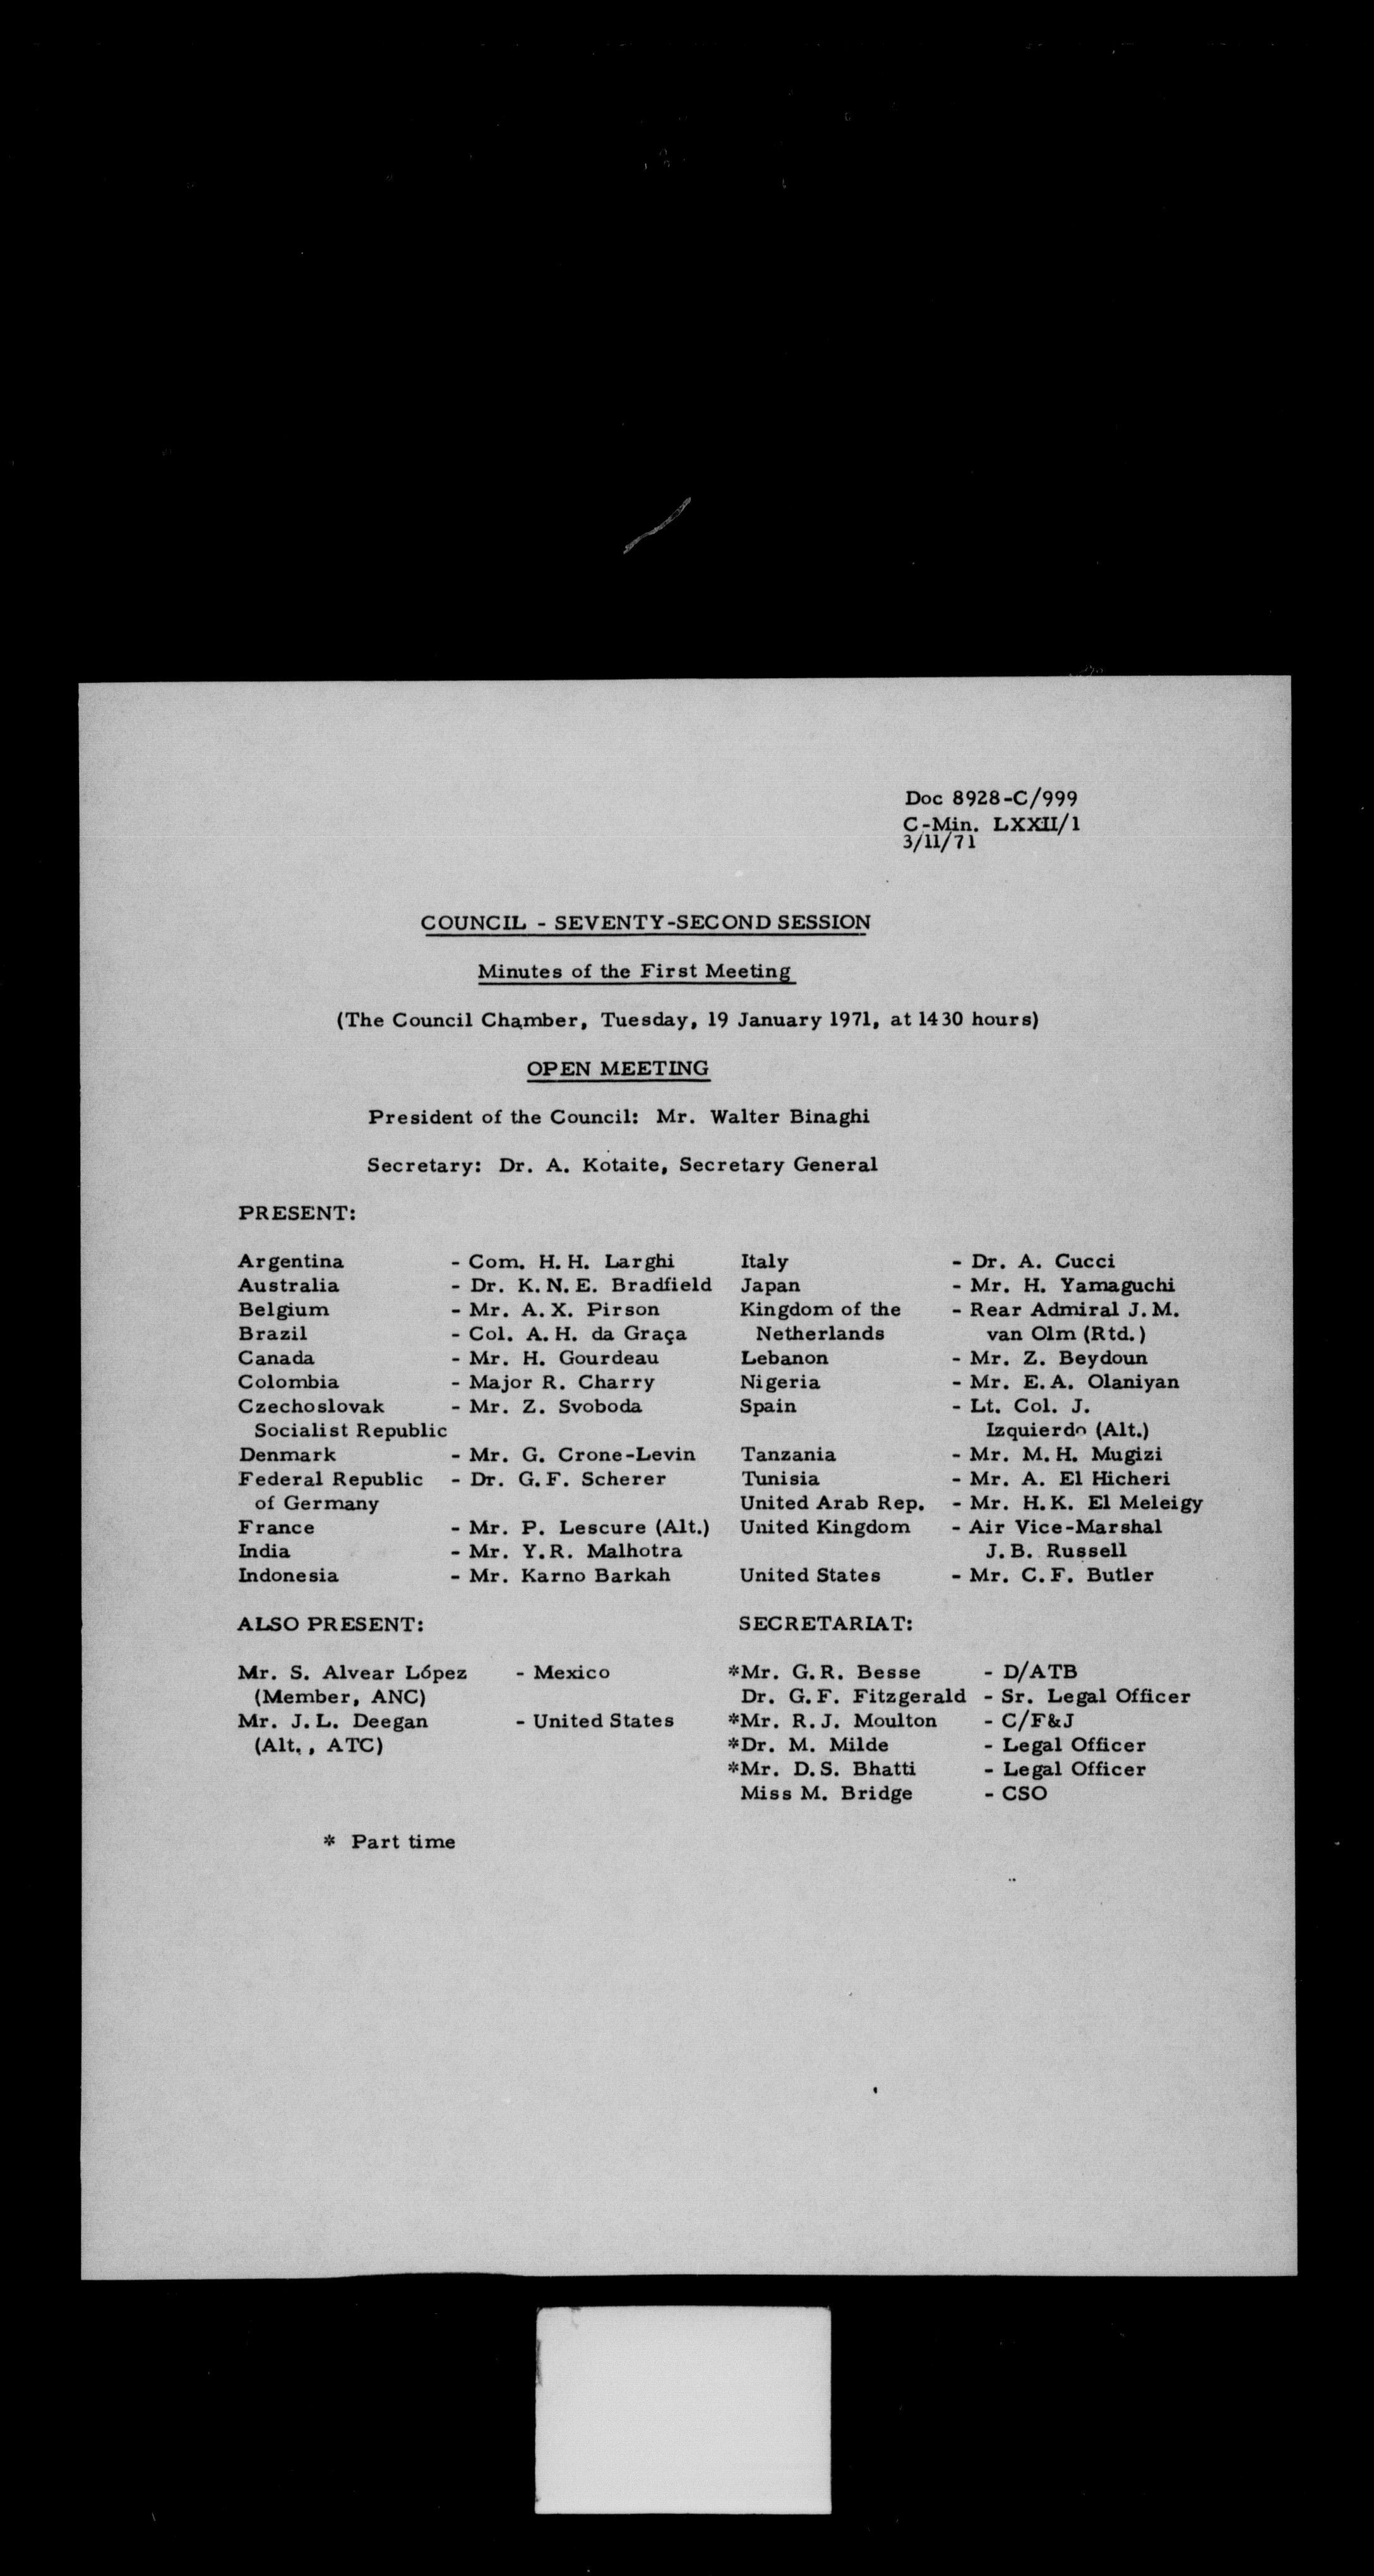 Doc 8928-C/999
C-Min. LXXII/1
3/11/71
COUNCIL - SEVENTY-SECOND SESSION
Minutes of the First Meeting
(The Council Chamber, Tuesday, 19 January 1971, at 1430 hours)
OPEN MEETING
President of the Council: Mr. Walter Binaghi
Secretary: Dr. A. Kotaite, Secretary General
PRESENT:
Argentina - Com. H.H. Larghi
Australia - Dr. K.N.E. Bradfield
Belgium - Mr. A.X. Pirson
Brazil - Col. A.H. da Graça
Canada - Mr. H. Gourdeau
Colombia - Major R. Charry
Czechoslovak - Mr. Z. Svoboda
Socialist Republic
Denmark - Mr. G. Crone-Levin
Federal Republic - Dr. G.F. Scherer
of Germany
France - Mr. P. Lescure (Alt.)
India - Mr. Y.R. Malhotra
Indonesia - Mr. Karno Barkah
Italy - Dr. A. Cucci
Japan - Mr. H. Yamaguchi
Kingdom of the - Rear Admiral J.M.
Netherlands van Olm (Rtd.)
Lebanon - Mr. Z. Beydoun
Nigeria - Mr. E.A. Olaniyan
Spain - Lt. Col. J.
Izquierdo (Alt.)
Tanzania - Mr. M.H. Mugizi
Tunisia - Mr. A. El Hicheri
United Arab Rep. - Mr. H.K. El Meleigy
United Kingdom - Air Vice-Marshal
J.B. Russell
United States - Mr. C.F. Butler
ALSO PRESENT:
Mr. S. Alvear López - Mexico
(Member, ANC)
Mr. J.L. Deegan - United States
(Alt., ATC)
SECRETARIAT:
*Mr. G.R. Besse - D/ATB
Dr. G.F. Fitzgerald - Sr. Legal Officer
*Mr. R.J. Moulton - C/F&J
*Dr. M. Milde - Legal Officer
*Mr. D.S. Bhatti - Legal Officer
Miss M. Bridge - CSO
* Part time